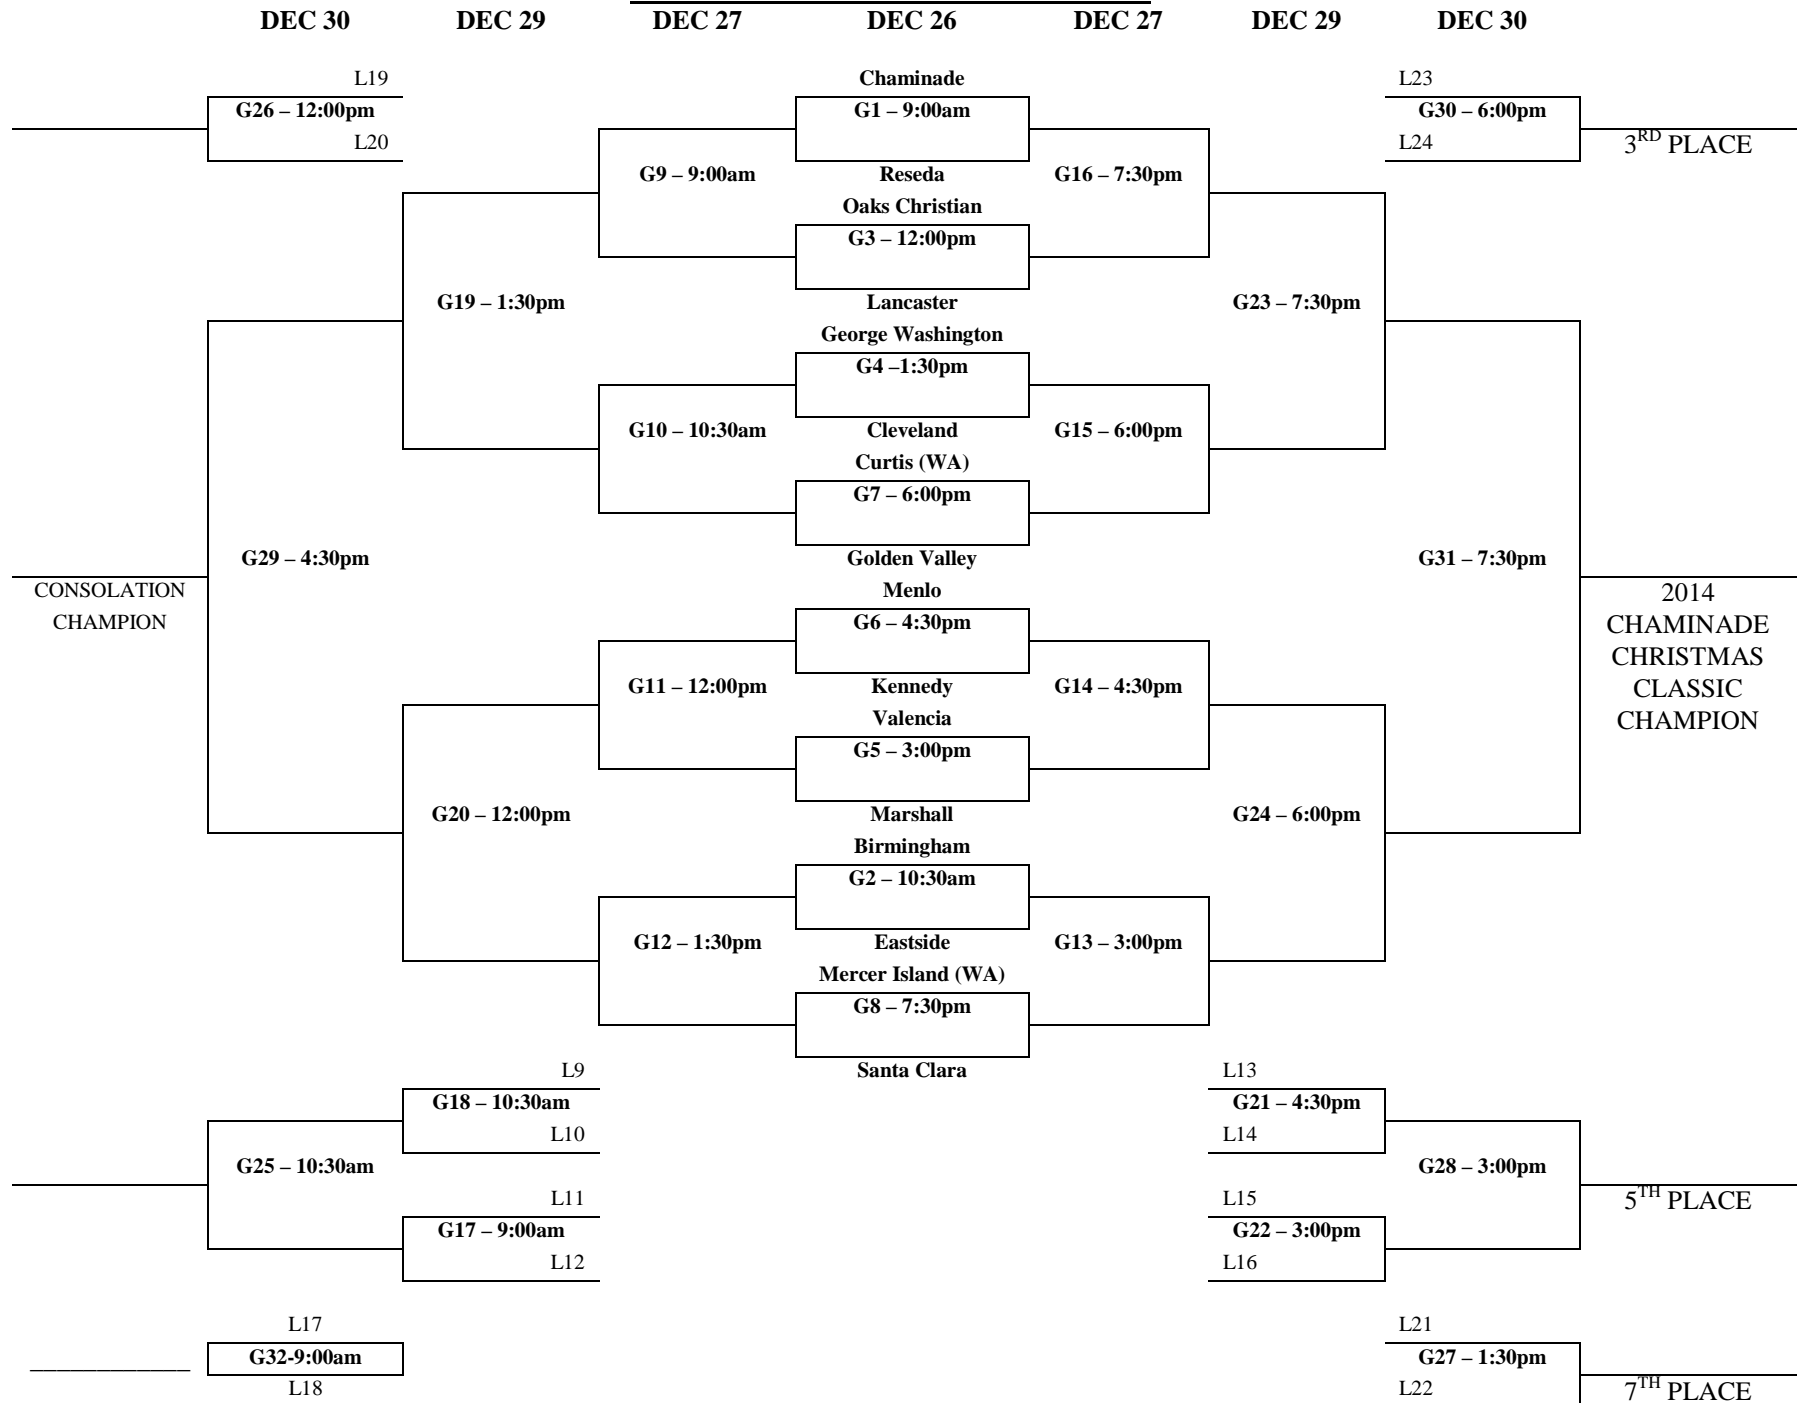 DEC 30 DEC 29 DEC 27 DEC 26 DEC 27 DEC 29 DEC 30
L19 Chaminade L23
G26 – 12:00pm G1 – 9:00am G30 – 6:00pm
L20 L24 3RD PLACE
G9 – 9:00am Reseda G16 – 7:30pm
Oaks Christian
G3 – 12:00pm
G19 – 1:30pm Lancaster G23 – 7:30pm
George Washington
G4 –1:30pm
G10 – 10:30am Cleveland G15 – 6:00pm
Curtis (WA)
G7 – 6:00pm
G29 – 4:30pm Golden Valley G31 – 7:30pm
CONSOLATION Menlo 2014
CHAMPION G6 – 4:30pm CHAMINADE
CHRISTMAS
G11 – 12:00pm Kennedy G14 – 4:30pm CLASSIC
Valencia CHAMPION
G5 – 3:00pm
G20 – 12:00pm Marshall G24 – 6:00pm
Birmingham
G2 – 10:30am
G12 – 1:30pm Eastside G13 – 3:00pm
Mercer Island (WA)
G8 – 7:30pm
L9 Santa Clara L13
G18 – 10:30am G21 – 4:30pm
L10 L14
G25 – 10:30am G28 – 3:00pm
L11 L15 5TH PLACE
G17 – 9:00am G22 – 3:00pm
L12 L16
L17 L21
G32-9:00am G27 – 1:30pm
L18 L22 7TH PLACE